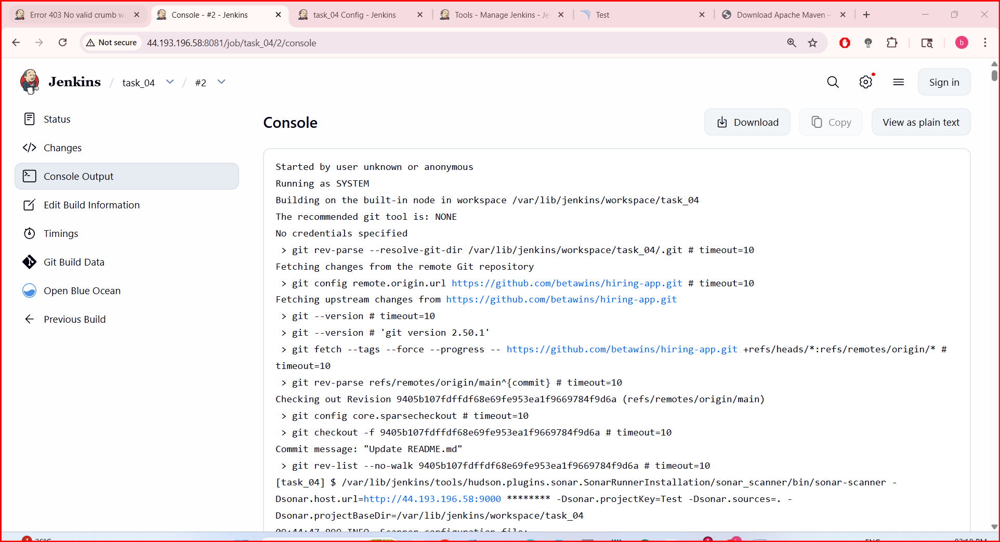 Error 403 No valid crumb w
Console - #2 - Jenkins
task_04 Config - Jenkins
Tools - Manage Jenkins - Je
Test
Download Apache Maven –
Not secure
44.193.196.58:8081/job/task_04/2/console
b
Jenkins / task_04 / #2
Sign in
Status
Changes
Console Output
Edit Build Information
Timings
Git Build Data
Open Blue Ocean
Previous Build
Console
Download
Copy
View as plain text
Started by user unknown or anonymous
Running as SYSTEM
Building on the built-in node in workspace /var/lib/jenkins/workspace/task_04
The recommended git tool is: NONE
No credentials specified
> git rev-parse --resolve-git-dir /var/lib/jenkins/workspace/task_04/.git # timeout=10
Fetching changes from the remote Git repository
> git config remote.origin.url https://github.com/betawins/hiring-app.git # timeout=10
Fetching upstream changes from https://github.com/betawins/hiring-app.git
> git --version # timeout=10
> git --version # 'git version 2.50.1'
> git fetch --tags --force --progress -- https://github.com/betawins/hiring-app.git +refs/heads/*:refs/remotes/origin/* #
timeout=10
> git rev-parse refs/remotes/origin/main^{commit} # timeout=10
Checking out Revision 9405b107fdffdf68e69fe953ea1f9669784f9d6a (refs/remotes/origin/main)
> git config core.sparsecheckout # timeout=10
> git checkout -f 9405b107fdffdf68e69fe953ea1f9669784f9d6a # timeout=10
Commit message: "Update README.md"
> git rev-list --no-walk 9405b107fdffdf68e69fe953ea1f9669784f9d6a # timeout=10
[task_04] $ /var/lib/jenkins/tools/hudson.plugins.sonar.SonarRunnerInstallation/sonar_scanner/bin/sonar-scanner -
Dsonar.host.url=http://44.193.196.58:9000 ******** -Dsonar.projectKey=Test -Dsonar.sources=. -
Dsonar.projectBaseDir=/var/lib/jenkins/workspace/task_04